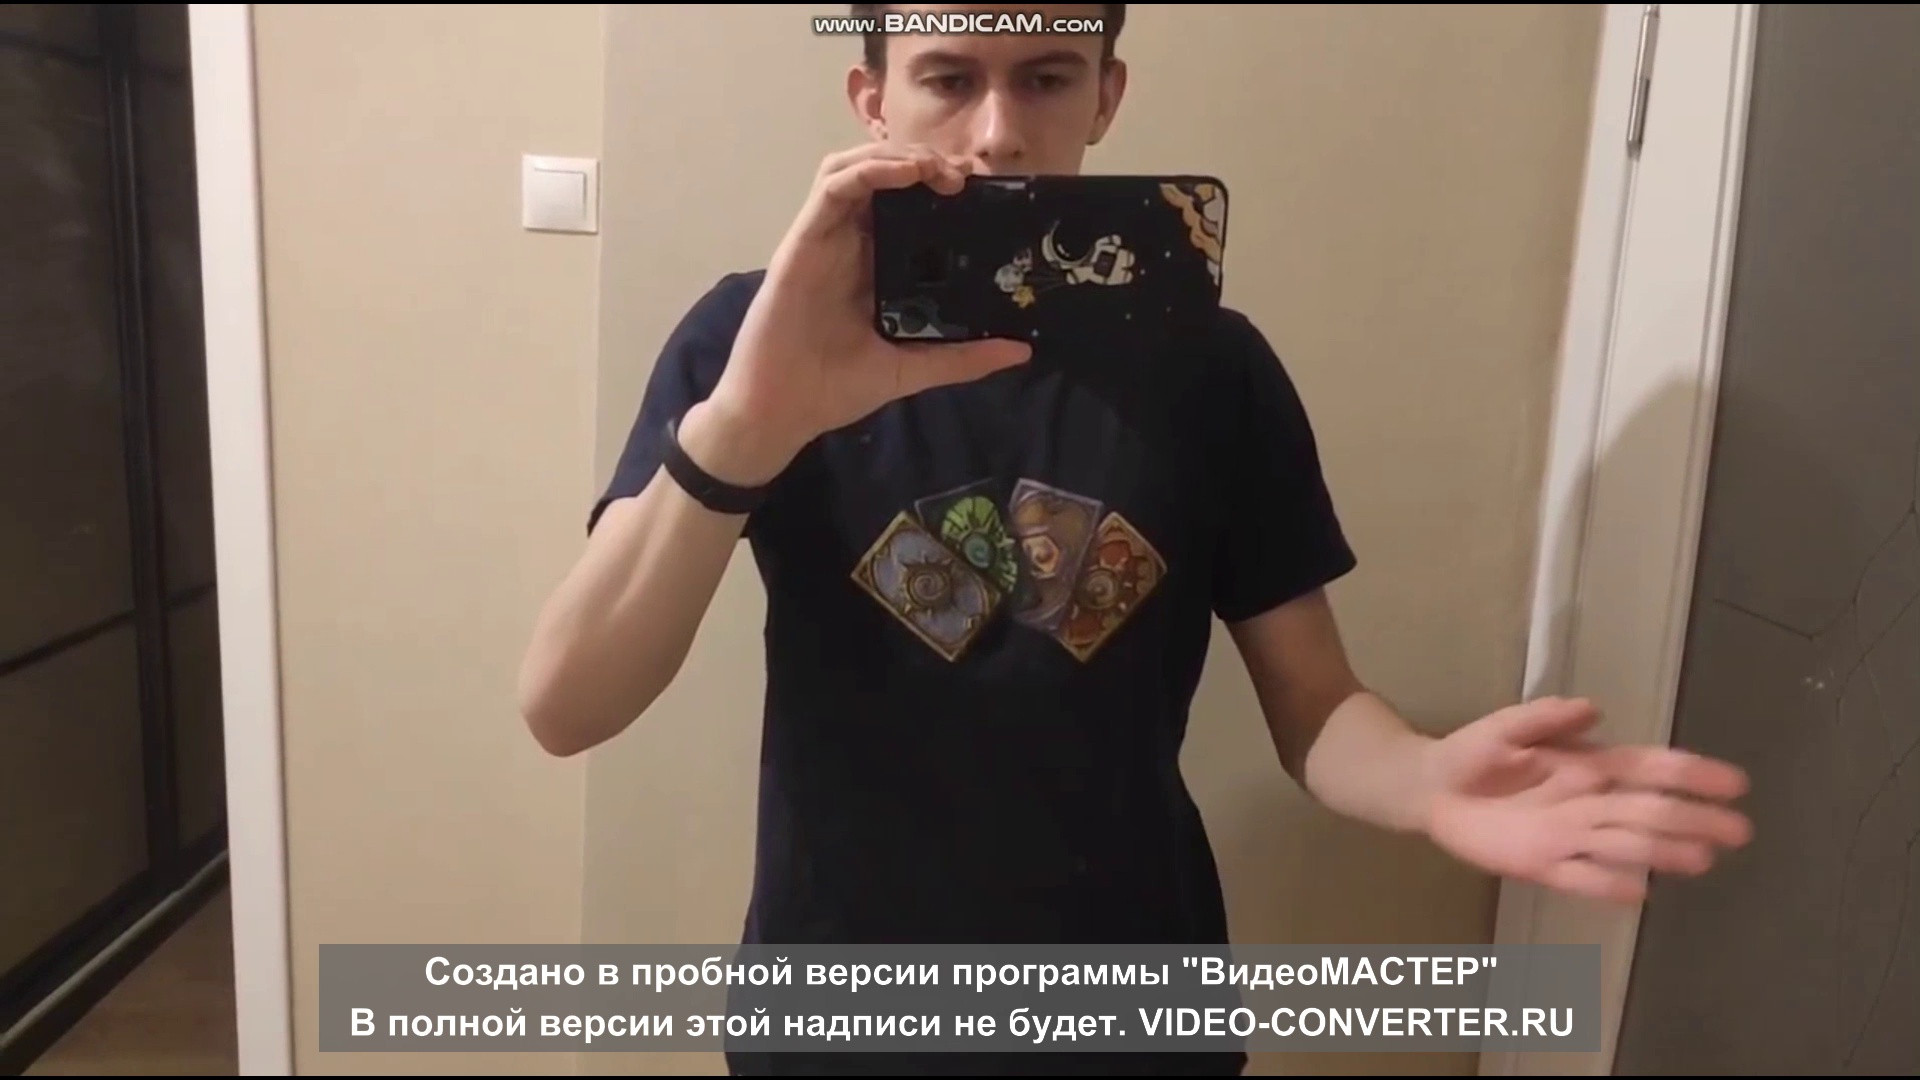 www.BANDICAM.com
Создано в пробной версии программы "ВидеоМАСТЕР"
В полной версии этой надписи не будет. VIDEO-CONVERTER.RU